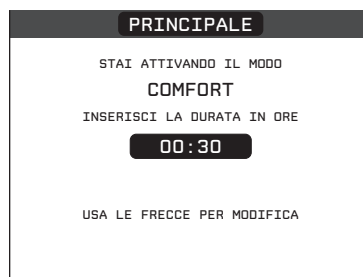 PRINCIPALE
STAI ATTIVANDO IL MODO
COMFORT
INSERISCI LA DURATA IN ORE
00:30
USA LE FRECCE PER MODIFICA